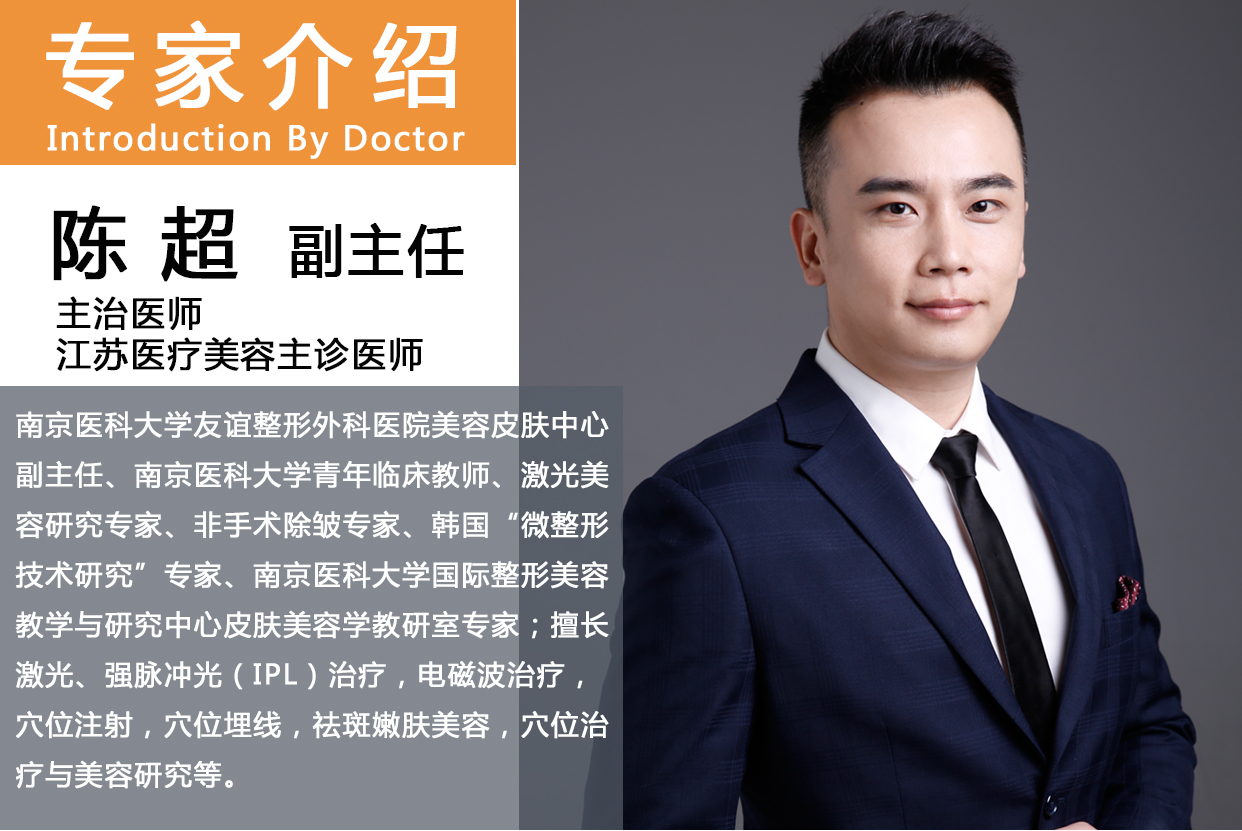 专家介绍
Introduction By Doctor
陈超 副主任
主治医师
江苏医疗美容主诊医师
南京医科大学友谊整形外科医院美容皮肤中心
副主任、南京医科大学青年临床教师、激光美
容研究专家、非手术除皱专家、韩国“微整形
技术研究”专家、南京医科大学国际整形美容
教学与研究中心皮肤美容学教研室专家；擅长
激光、强脉冲光（IPL）治疗，电磁波治疗，
穴位注射，穴位埋线，祛斑嫩肤美容，穴位治
疗与美容研究等。